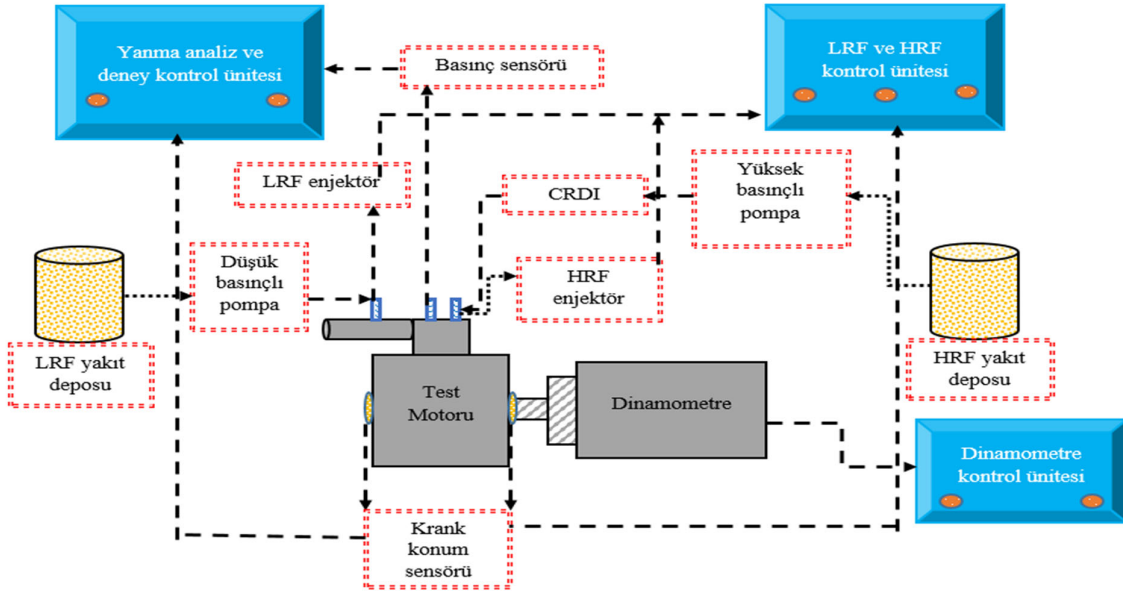 Yanma analiz ve
deney kontrol ünitesi
Basınç sensörü
LRF ve HRF
kontrol ünitesi
LRF enjektör
CRDI
Yüksek
basınçlı
pompa
Düşük
basınçlı
pompa
HRF
enjektör
LRF yakıt
deposu
HRF yakıt
deposu
Test
Motoru
Dinamometre
Dinamometre
kontrol ünitesi
Krank
konum
sensörü